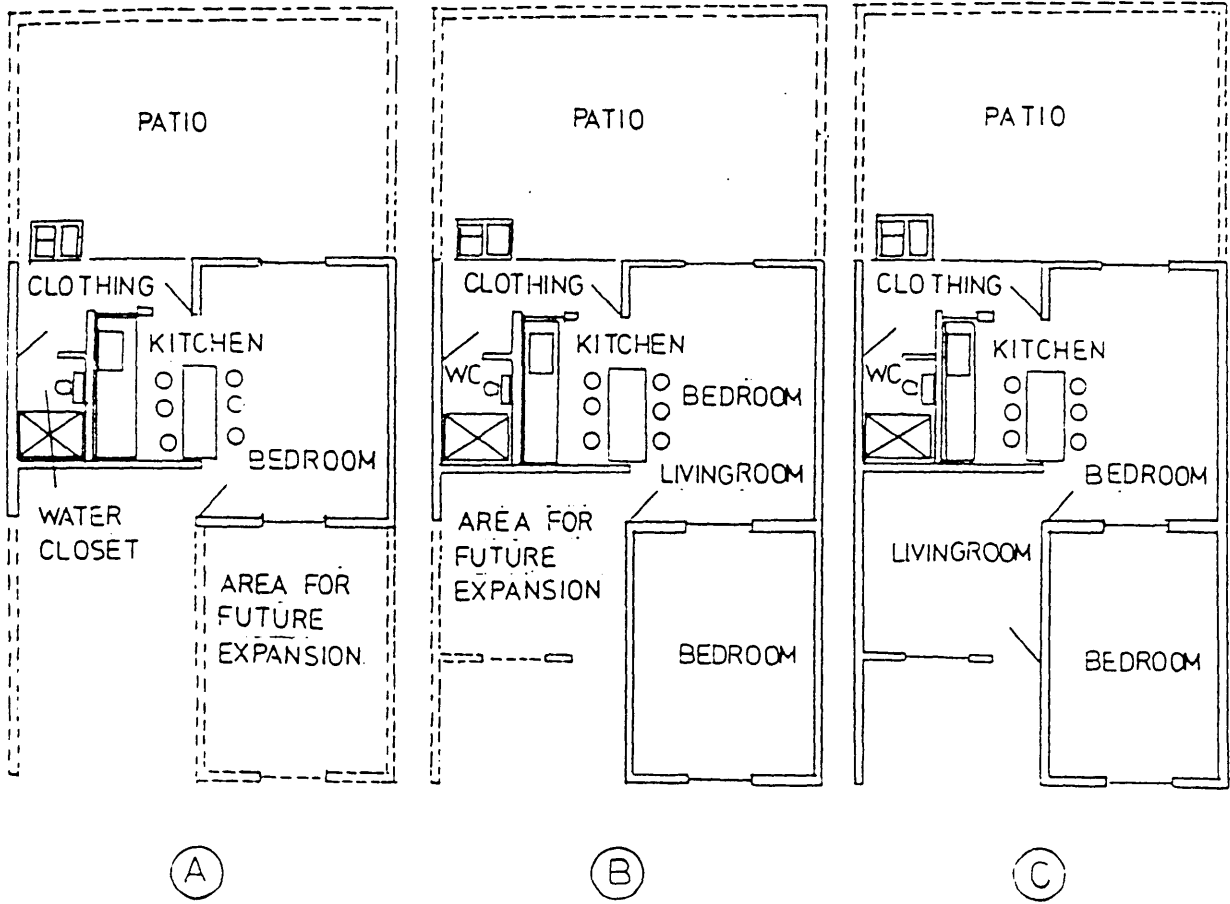 PATIO
CLOTHING
KITCHEN
BEDROOM
WATER
CLOSET
AREA FOR
FUTURE
EXPANSION
A
PATIO
CLOTHING
KITCHEN
WC
BEDROOM
LIVINGROOM
AREA FOR
FUTURE
EXPANSION
BEDROOM
B
PATIO
CLOTHING
KITCHEN
WC
BEDROOM
LIVINGROOM
BEDROOM
C